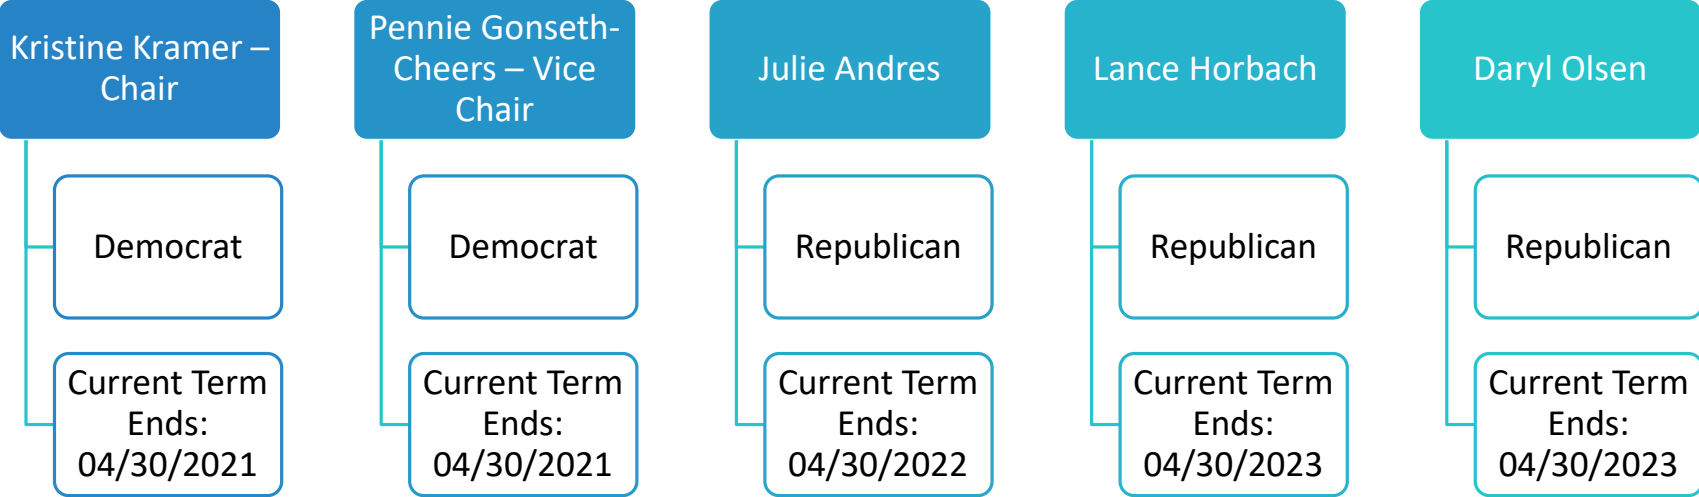 Kristine Kramer –
Chair
Democrat
Current Term
Ends:
04/30/2021
Pennie Gonseth-
Cheers – Vice
Chair
Democrat
Current Term
Ends:
04/30/2021
Julie Andres
Republican
Current Term
Ends:
04/30/2022
Lance Horbach
Republican
Current Term
Ends:
04/30/2023
Daryl Olsen
Republican
Current Term
Ends:
04/30/2023